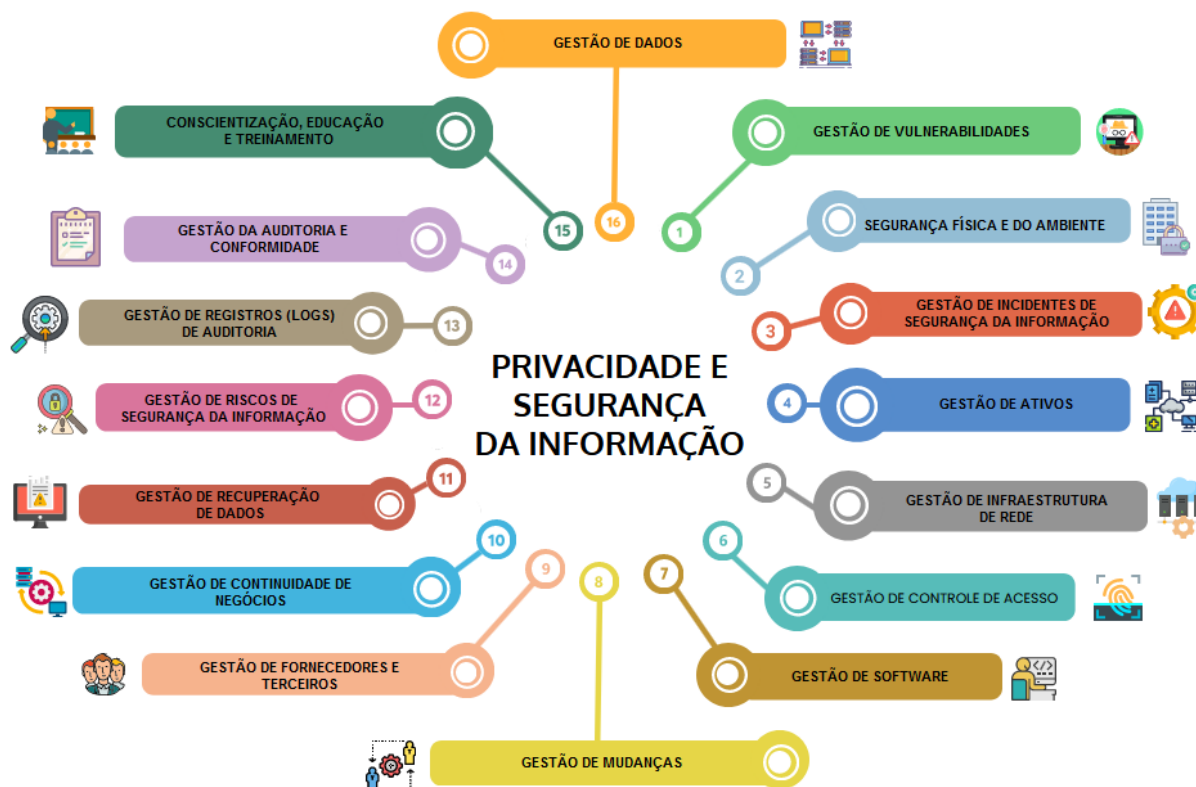 GESTÃO DE DADOS
1
GESTÃO DE VULNERABILIDADES
2
SEGURANÇA FÍSICA E DO AMBIENTE
3
GESTÃO DE INCIDENTES DE
SEGURANÇA DA INFORMAÇÃO
4
GESTÃO DE ATIVOS
5
GESTÃO DE INFRAESTRUTURA
DE REDE
6
GESTÃO DE CONTROLE DE ACESSO
7
GESTÃO DE SOFTWARE
8
GESTÃO DE MUDANÇAS
9
GESTÃO DE FORNECEDORES E
TERCEIROS
10
GESTÃO DE CONTINUIDADE DE
NEGÓCIOS
11
GESTÃO DE RECUPERAÇÃO
DE DADOS
12
GESTÃO DE RISCOS DE
SEGURANÇA DA INFORMAÇÃO
13
GESTÃO DE REGISTROS (LOGS)
DE AUDITORIA
14
GESTÃO DA AUDITORIA E
CONFORMIDADE
15
CONSCIENTIZAÇÃO, EDUCAÇÃO
E TREINAMENTO
16
PRIVACIDADE E
SEGURANÇA
DA INFORMAÇÃO